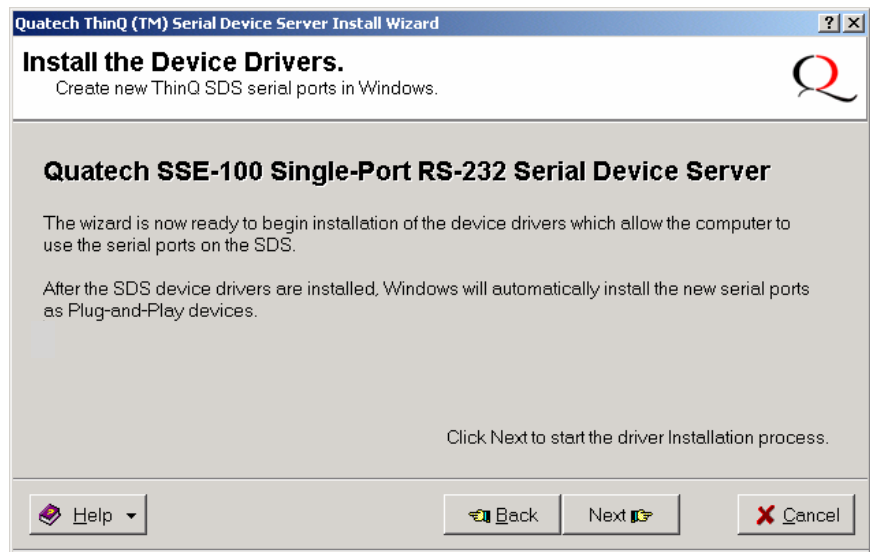 Quatech ThinQ (TM) Serial Device Server Install Wizard
Install the Device Drivers.
Create new ThinQ SDS serial ports in Windows.
Quatech SSE-100 Single-Port RS-232 Serial Device Server
The wizard is now ready to begin installation of the device drivers which allow the computer to
use the serial ports on the SDS.
After the SDS device drivers are installed, Windows will automatically install the new serial ports
as Plug-and-Play devices.
Click Next to start the driver Installation process.
Help
Back
Next
Cancel